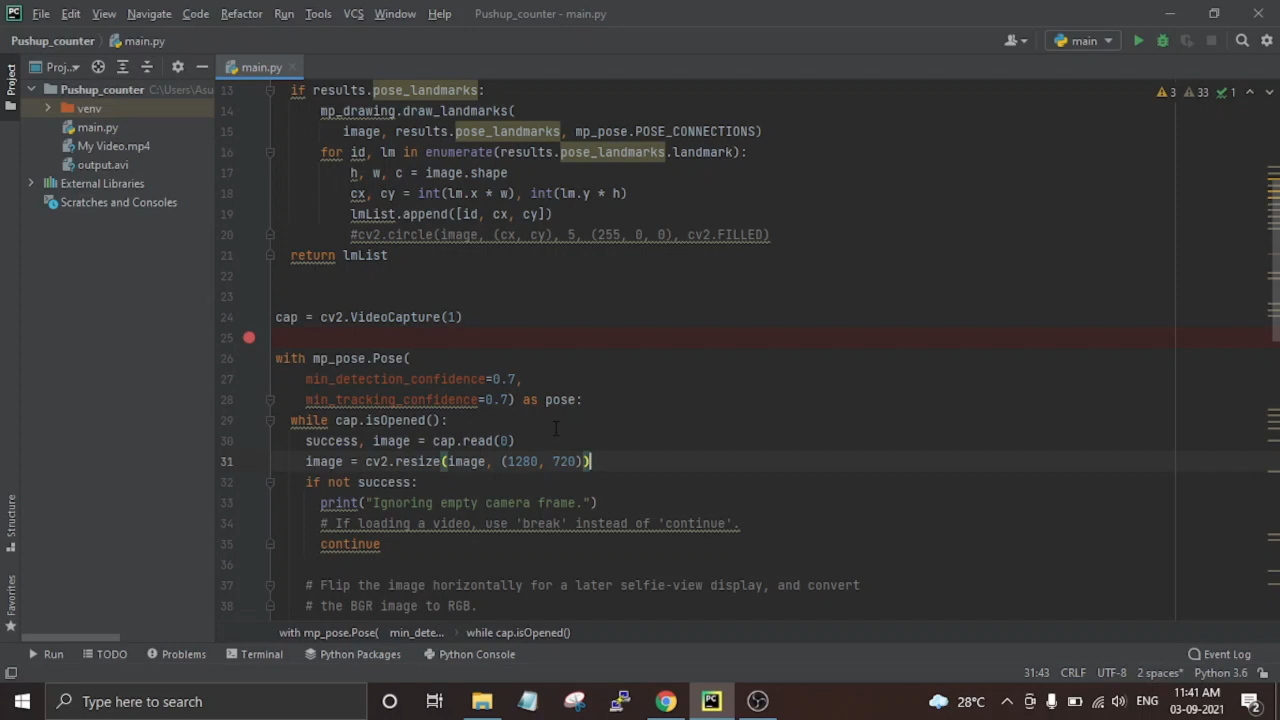 File Edit View Navigate Code Refactor Run Tools VCS Window Help Pushup_counter - main.py
Pushup_counter main.py main
Project
Proj... main.py
Pushup_counter C:\Users\Asu
venv
main.py
My Video.mp4
output.avi
External Libraries
Scratches and Consoles
3 33 1
13 if results.pose_landmarks:
14 mp_drawing.draw_landmarks(
15 image, results.pose_landmarks, mp_pose.POSE_CONNECTIONS)
16 for id, lm in enumerate(results.pose_landmarks.landmark):
17 h, w, c = image.shape
18 cx, cy = int(lm.x * w), int(lm.y * h)
19 lmList.append([id, cx, cy])
20 #cv2.circle(image, (cx, cy), 5, (255, 0, 0), cv2.FILLED)
21 return lmList
22
23
24 cap = cv2.VideoCapture(1)
25
26 with mp_pose.Pose(
27 min_detection_confidence=0.7,
28 min_tracking_confidence=0.7) as pose:
29 while cap.isOpened():
30 success, image = cap.read(0)
31 image = cv2.resize(image, (1280, 720))
32 if not success:
33 print("Ignoring empty camera frame.")
34 # If loading a video, use 'break' instead of 'continue'.
35 continue
36
37 # Flip the image horizontally for a later selfie-view display, and convert
38 # the BGR image to RGB.
Structure
Favorites
with mp_pose.Pose( min_dete... while cap.isOpened()
Run TODO Problems Terminal Python Packages Python Console Event Log
31:43 CRLF UTF-8 2 spaces* Python 3.6
Type here to search 28°C ENG 11:41 AM
03-09-2021 2